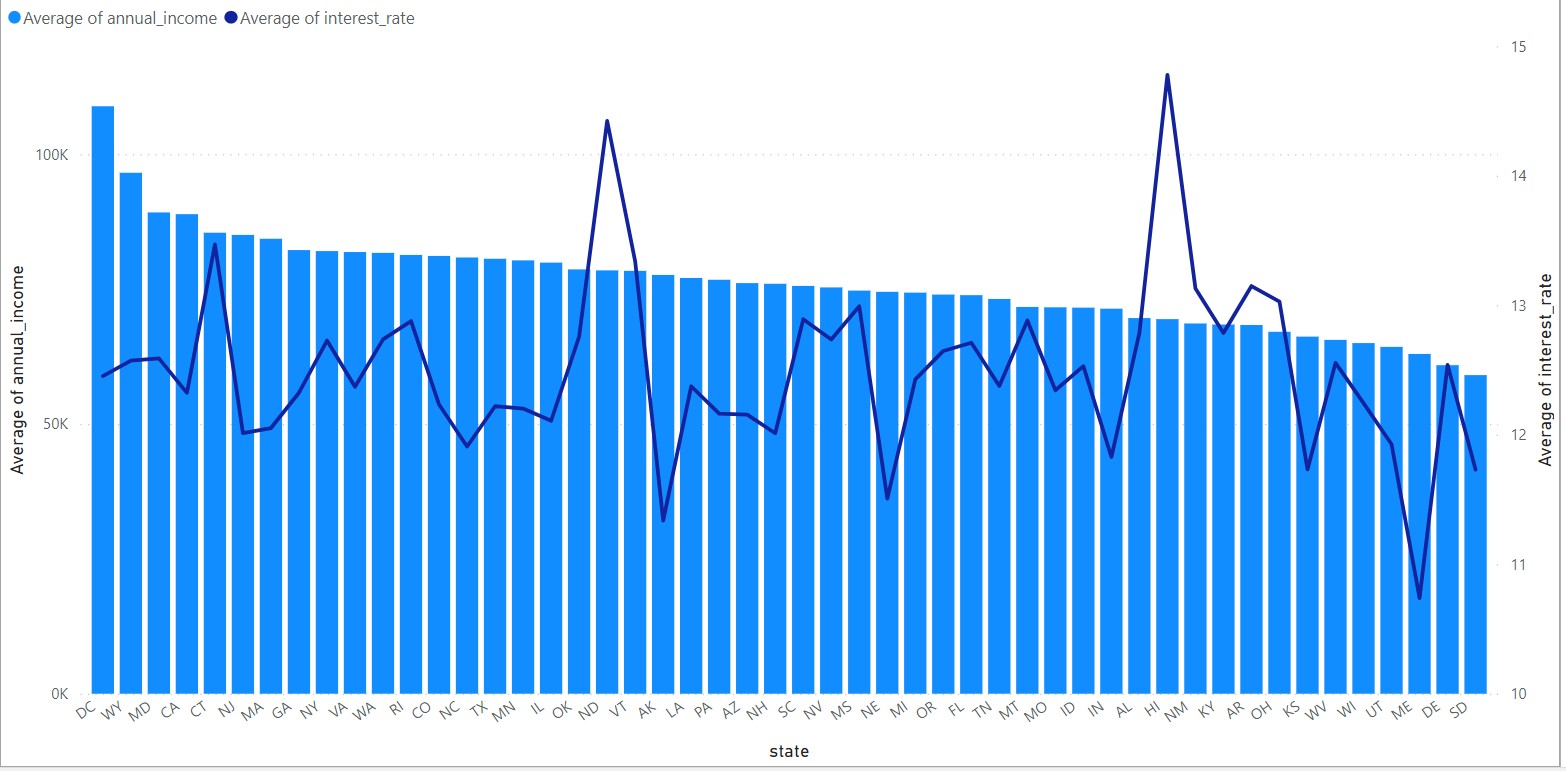 Average of annual_income Average of interest_rate
15
100K
14
13
50K
12
11
0K
10
Average of annual_income
Average of interest_rate
DC WY MD CA CT NJ MA GA NY VA WA RI CO NC TX MN IL OK ND VT AK LA PA AZ NH SC NV MS NE MI OR FL TN MT MO ID IN AL HI NM KY AR OH KS WV WI UT ME DE SD
state